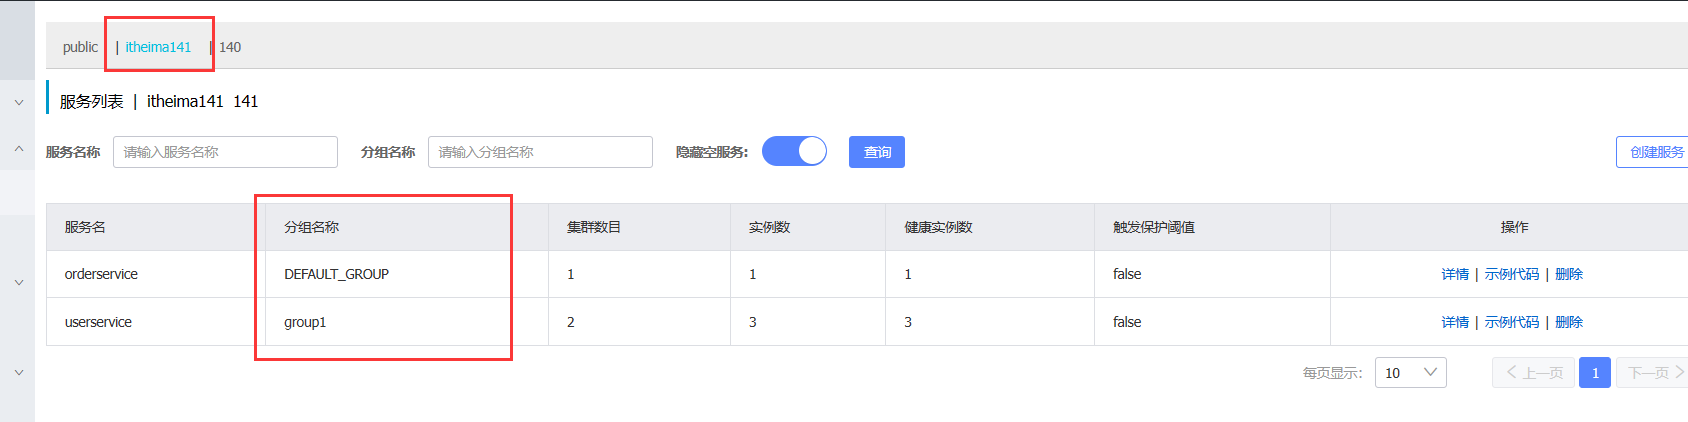 public | itheima141 | 140
服务列表 | itheima141 141
服务名称 请输入服务名称 分组名称 请输入分组名称 隐藏空服务: 查询 创建服务
服务名 分组名称 集群数目 实例数 健康实例数 触发保护阈值 操作
orderservice DEFAULT_GROUP 1 1 1 false 详情 | 示例代码 | 删除
userservice group1 2 3 3 false 详情 | 示例代码 | 删除
每页显示: 10 上一页 1 下一页